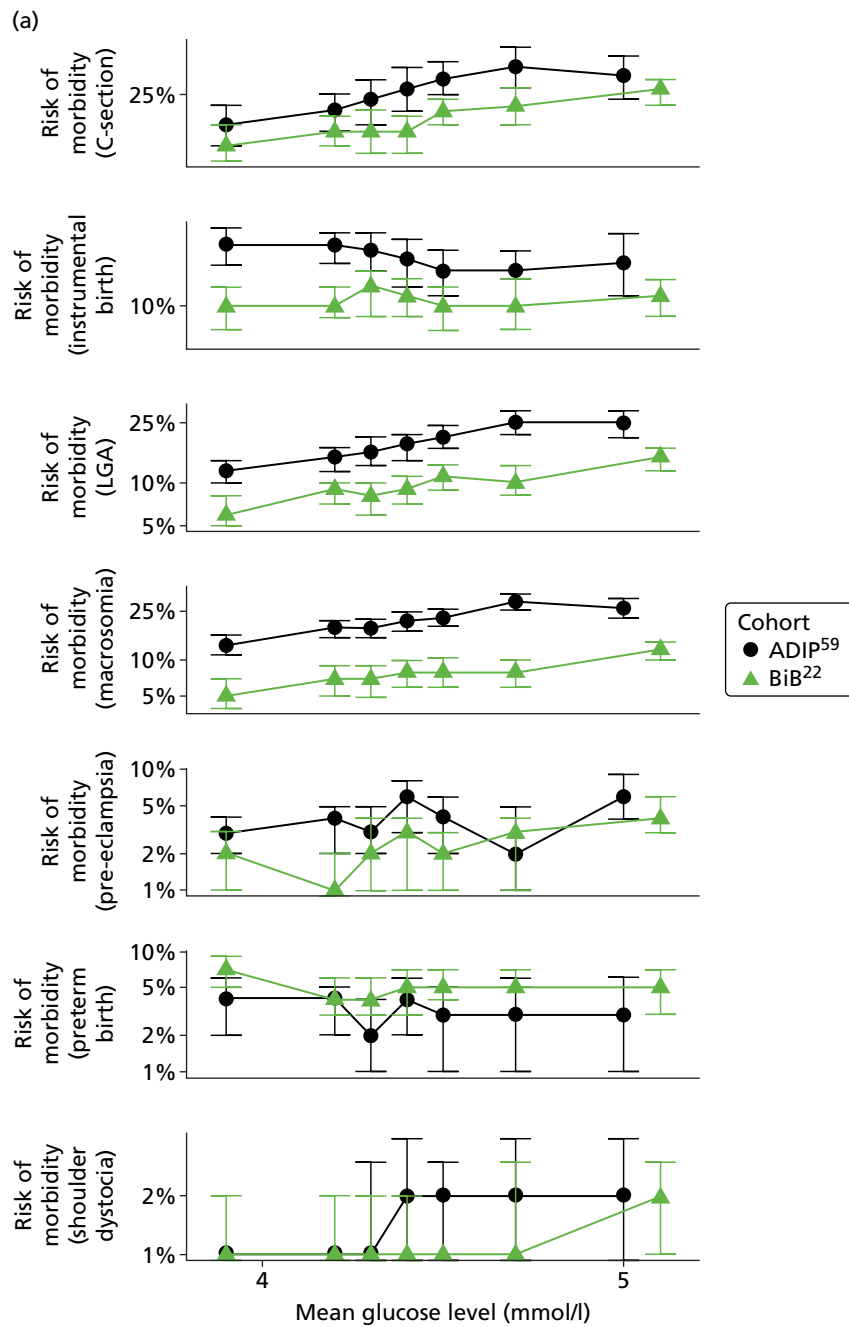 (a)
Risk of
morbidity
(C-section)
25%
Risk of
morbidity
(instrumental
birth)
10%
Risk of
morbidity
(LGA)
25%
10%
5%
Risk of
morbidity
(macrosomia)
25%
10%
5%
Cohort
ADIP⁵⁹
BiB²²
Risk of
morbidity
(pre-eclampsia)
10%
5%
2%
1%
Risk of
morbidity
(preterm
birth)
10%
5%
2%
1%
Risk of
morbidity
(shoulder
dystocia)
2%
1%
4
5
Mean glucose level (mmol/l)